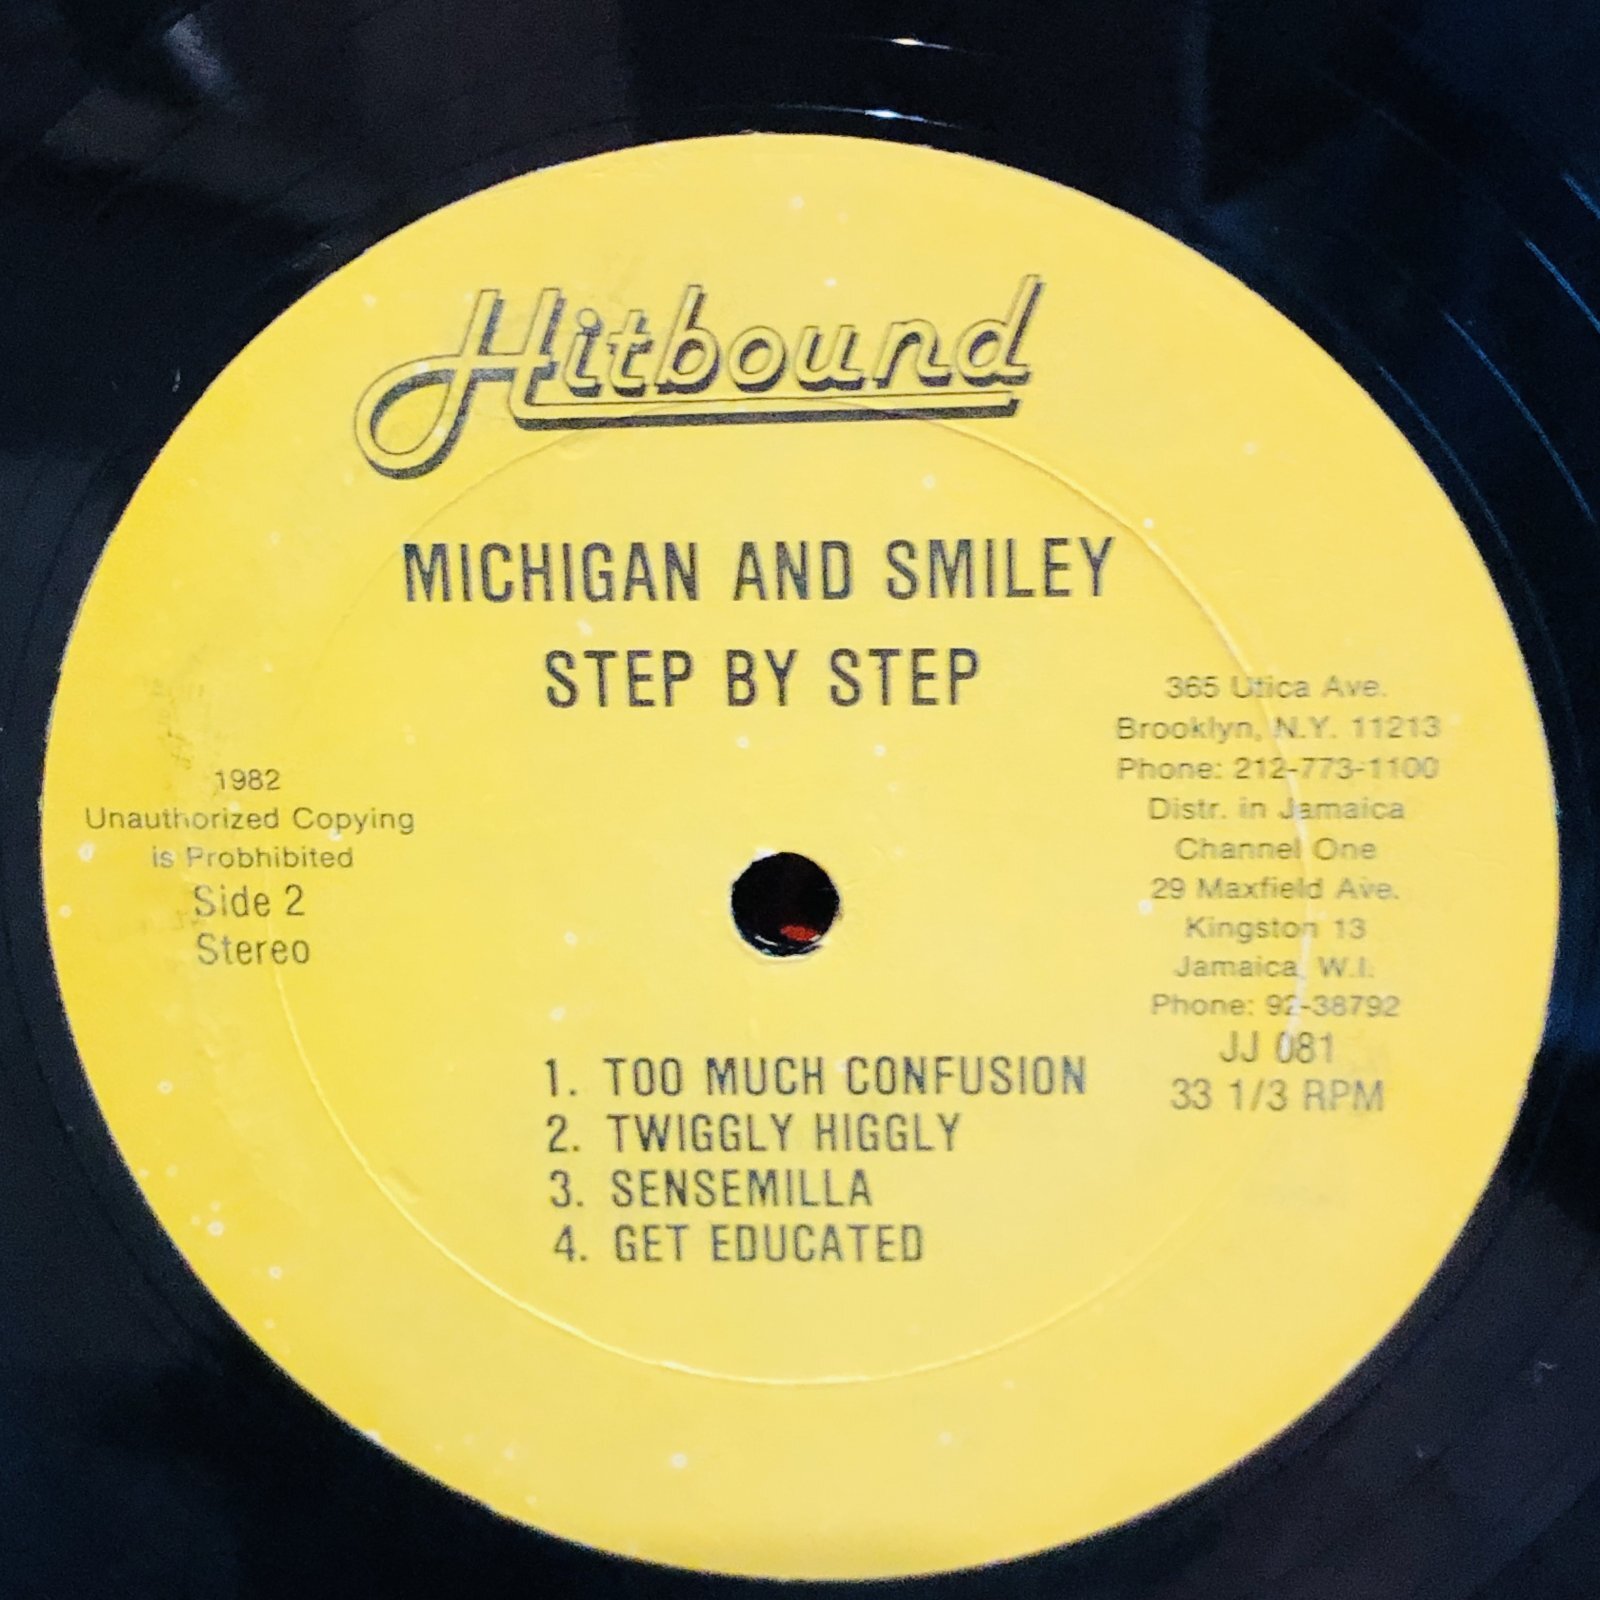 Hitbound
MICHIGAN AND SMILEY
STEP BY STEP
1982
Unauthorized Copying
is Probhibited
Side 2
Stereo
365 Utica Ave.
Brooklyn, N.Y. 11213
Phone: 212-773-1100
Distr. in Jamaica
Channel One
29 Maxfield Ave.
Kingston 13
Jamaica, W.I.
Phone: 92-38792
JJ 081
33 1/3 RPM
1. TOO MUCH CONFUSION
2. TWIGGLY HIGGLY
3. SENSEMILLA
4. GET EDUCATED